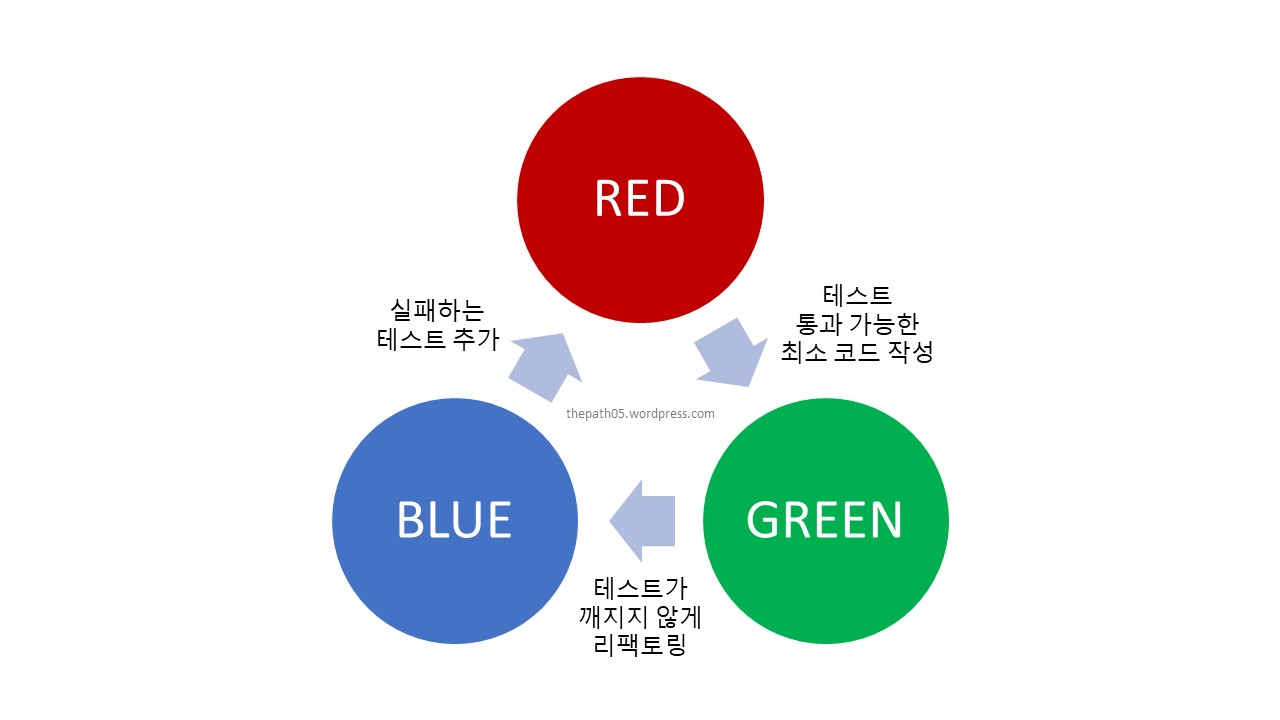 RED
실패하는
테스트 추가
테스트
통과 가능한
최소 코드 작성
thepath05.wordpress.com
BLUE
GREEN
테스트가
깨지지 않게
리팩토링